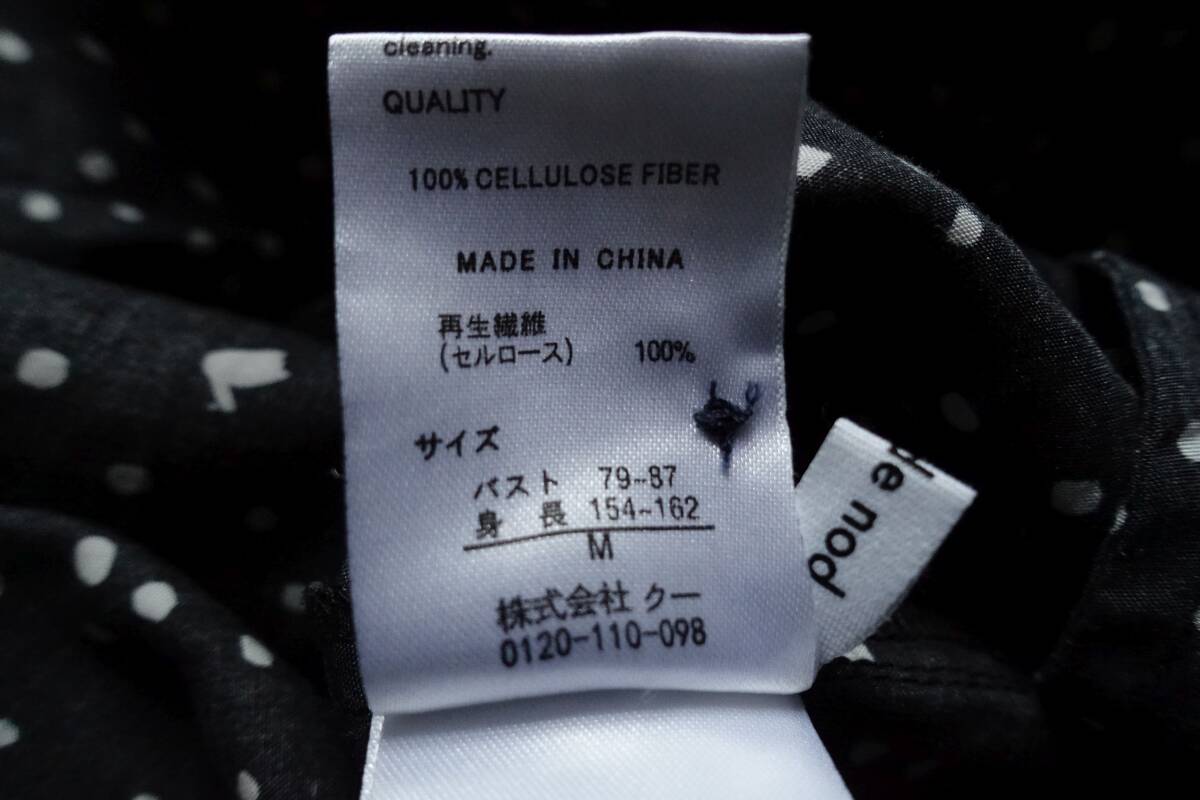 cleaning.
QUALITY
100% CELLULOSE FIBER
MADE IN CHINA
再生繊維
(セルロース) 100%
サイズ
バスト 79-87
身 長 154-162
M
株式会社 クー
0120-110-098
de nod